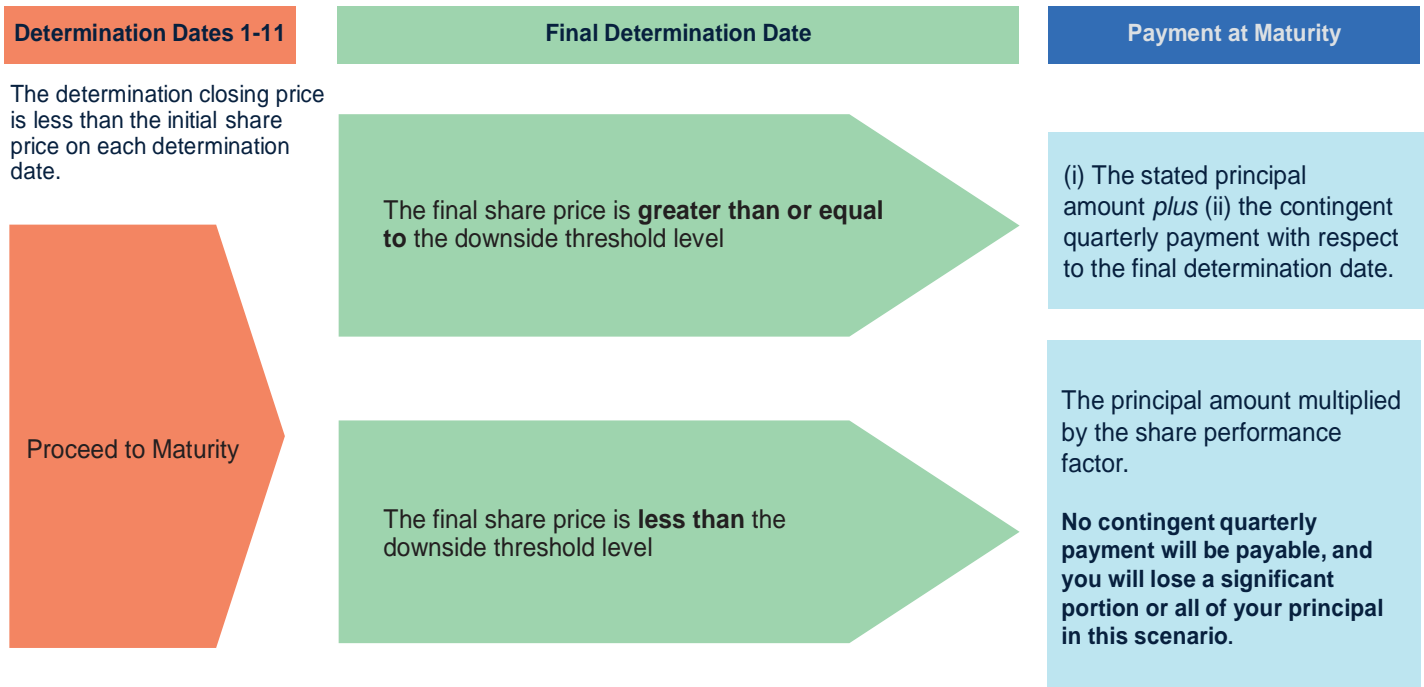 Determination Dates 1-11
Final Determination Date
Payment at Maturity
The determination closing price
is less than the initial share
price on each determination
date.
Proceed to Maturity
The final share price is greater than or equal
to the downside threshold level
(i) The stated principal
amount plus (ii) the contingent
quarterly payment with respect
to the final determination date.
The final share price is less than the
downside threshold level
The principal amount multiplied
by the share performance
factor.
No contingent quarterly
payment will be payable, and
you will lose a significant
portion or all of your principal
in this scenario.